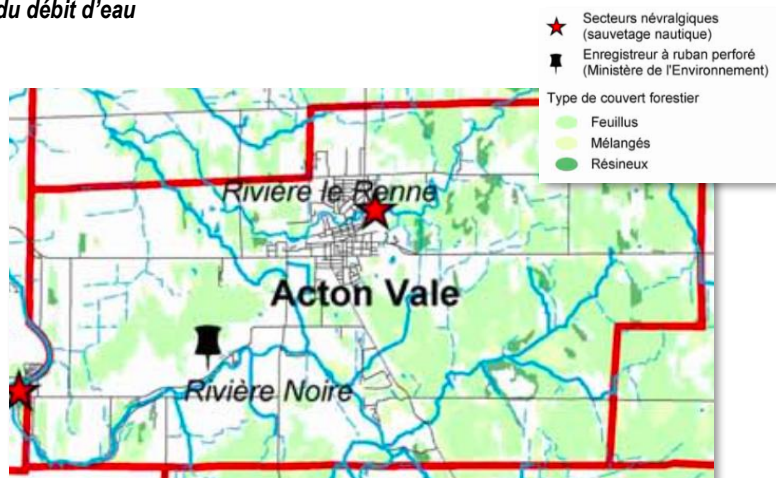 du débit d'eau
Secteurs névralgiques
(sauvetage nautique)
Enregistreur à ruban perforé
(Ministère de l'Environnement)
Type de couvert forestier
Feuillus
Mélangés
Résineux
Rivière le Renne
Acton Vale
Rivière Noire